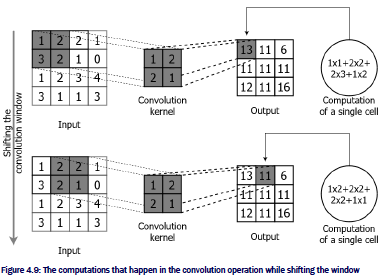 Shifting the
convolution window
1 2 2 1
3 2 1 0
1 2 3 4
3 1 1 3
Input
1 2
2 1
Convolution
kernel
13 11 6
11 11 11
12 11 16
Output
1x1+2x2+
2x3+1x2
Computation
of a single cell
1 2 2 1
3 2 1 0
1 2 3 4
3 1 1 3
Input
1 2
2 1
Convolution
kernel
13 11 6
11 11 11
12 11 16
Output
1x2+2x2+
2x2+1x1
Computation
of a single cell
Figure 4.9: The computations that happen in the convolution operation while shifting the window